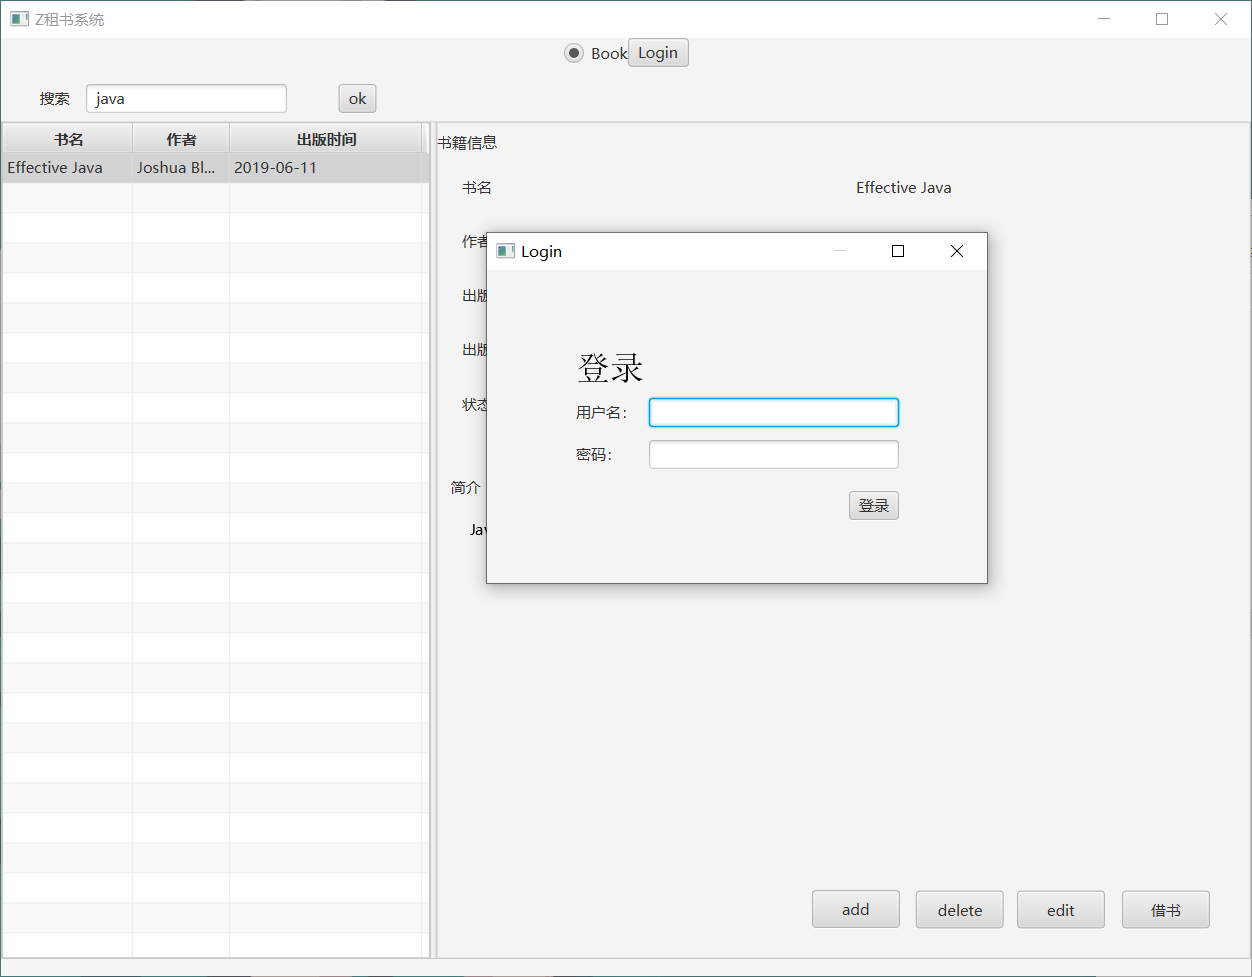 Z租书系统
Book Login
搜索 java ok
书名 作者 出版时间
Effective Java Joshua Bl... 2019-06-11
书籍信息
书名 Effective Java
作者
出版
出版
状态
简介
Jav
Login
登录
用户名：
密码：
登录
add delete edit 借书